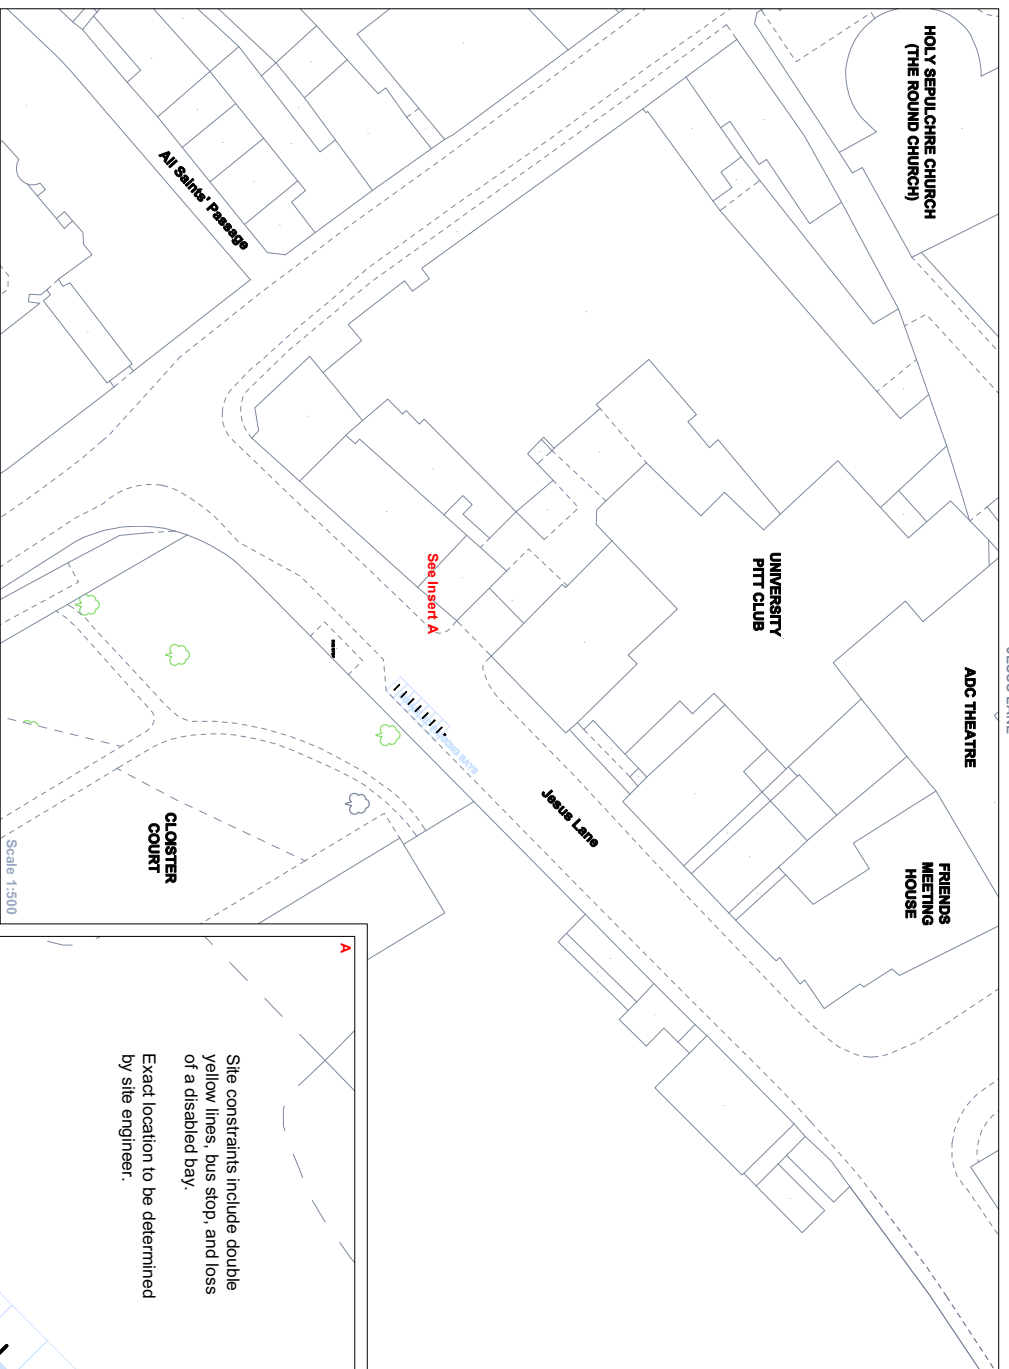 HOLY SEPULCHRE CHURCH
(THE ROUND CHURCH)
All Saints' Passage
UNIVERSITY
PITT CLUB
ADC THEATRE
See Insert A
Jesus Lane
FRIENDS
MEETING
HOUSE
CLOISTER
COURT
Scale 1:500
A
Site constraints include double
yellow lines, bus stop, and loss
of a disabled bay.
Exact location to be determined
by site engineer.